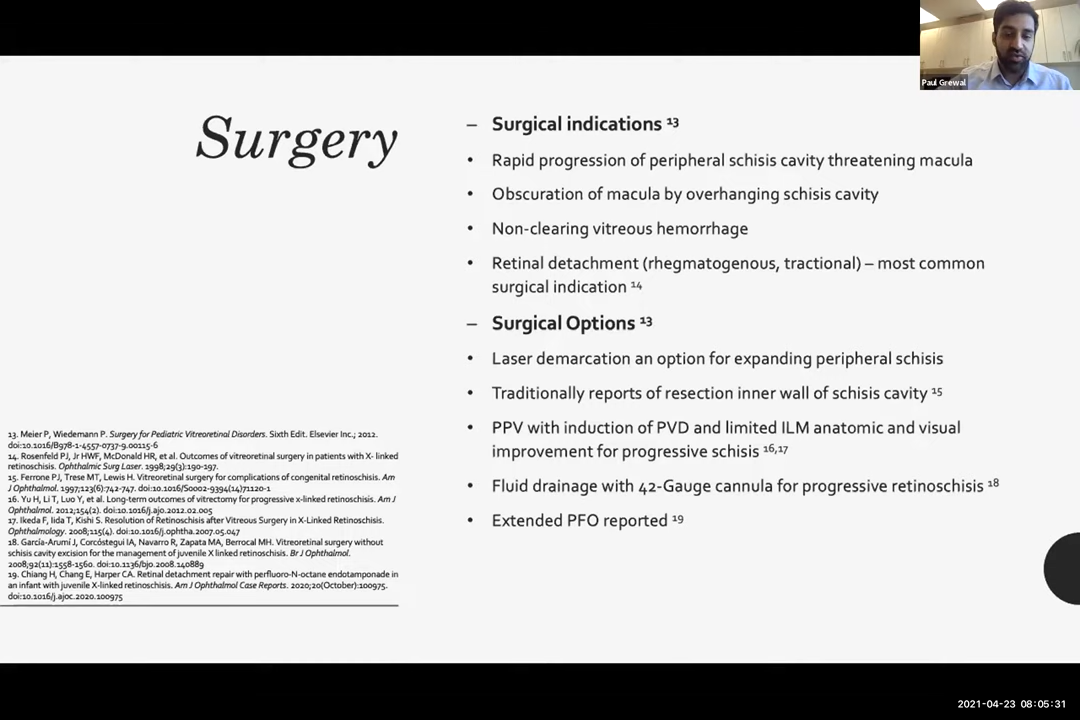 Paul Grewal
Surgery
– Surgical indications 13
• Rapid progression of peripheral schisis cavity threatening macula
• Obscuration of macula by overhanging schisis cavity
• Non-clearing vitreous hemorrhage
• Retinal detachment (rhegmatogenous, tractional) – most common
surgical indication 14
– Surgical Options 13
• Laser demarcation an option for expanding peripheral schisis
• Traditionally reports of resection inner wall of schisis cavity 15
• PPV with induction of PVD and limited ILM anatomic and visual
improvement for progressive schisis 16,17
• Fluid drainage with 42-Gauge cannula for progressive retinoschisis 18
• Extended PFO reported 19
13. Meier P, Wiedemann P. Surgery for Pediatric Vitreoretinal Disorders. Sixth Edit. Elsevier Inc.; 2012.
doi:10.1016/B978-1-4557-0737-9.00115-6
14. Rosenfeld PJ, Jr HWF, McDonald HR, et al. Outcomes of vitreoretinal surgery in patients with X- linked
retinoschisis. Ophthalmic Surg Laser. 1998;29(3):190-197.
15. Ferrone PJ, Trese MT, Lewis H. Vitreoretinal surgery for complications of congenital retinoschisis. Am
J Ophthalmol. 1997;123(6):742-747. doi:10.1016/S0002-9394(14)71120-1
16. Yu H, Li T, Luo Y, et al. Long-term outcomes of vitrectomy for progressive x-linked retinoschisis. Am J
Ophthalmol. 2012;154(2). doi:10.1016/j.ajo.2012.02.005
17. Ikeda F, Iida T, Kishi S. Resolution of Retinoschisis after Vitreous Surgery in X-Linked Retinoschisis.
Ophthalmology. 2008;115(4). doi:10.1016/j.ophtha.2007.05.047
18. García-Arumí J, Corcóstegui IA, Navarro R, Zapata MA, Berrocal MH. Vitreoretinal surgery without
schisis cavity excision for the management of juvenile X linked retinoschisis. Br J Ophthalmol.
2008;92(11):1558-1560. doi:10.1136/bjo.2008.140889
19. Chiang H, Chang E, Harper CA. Retinal detachment repair with perfluoro-N-octane endotamponade in
an infant with juvenile X-linked retinoschisis. Am J Ophthalmol Case Reports. 2020;20(October):100975.
doi:10.1016/j.ajoc.2020.100975
2021-04-23 08:05:31